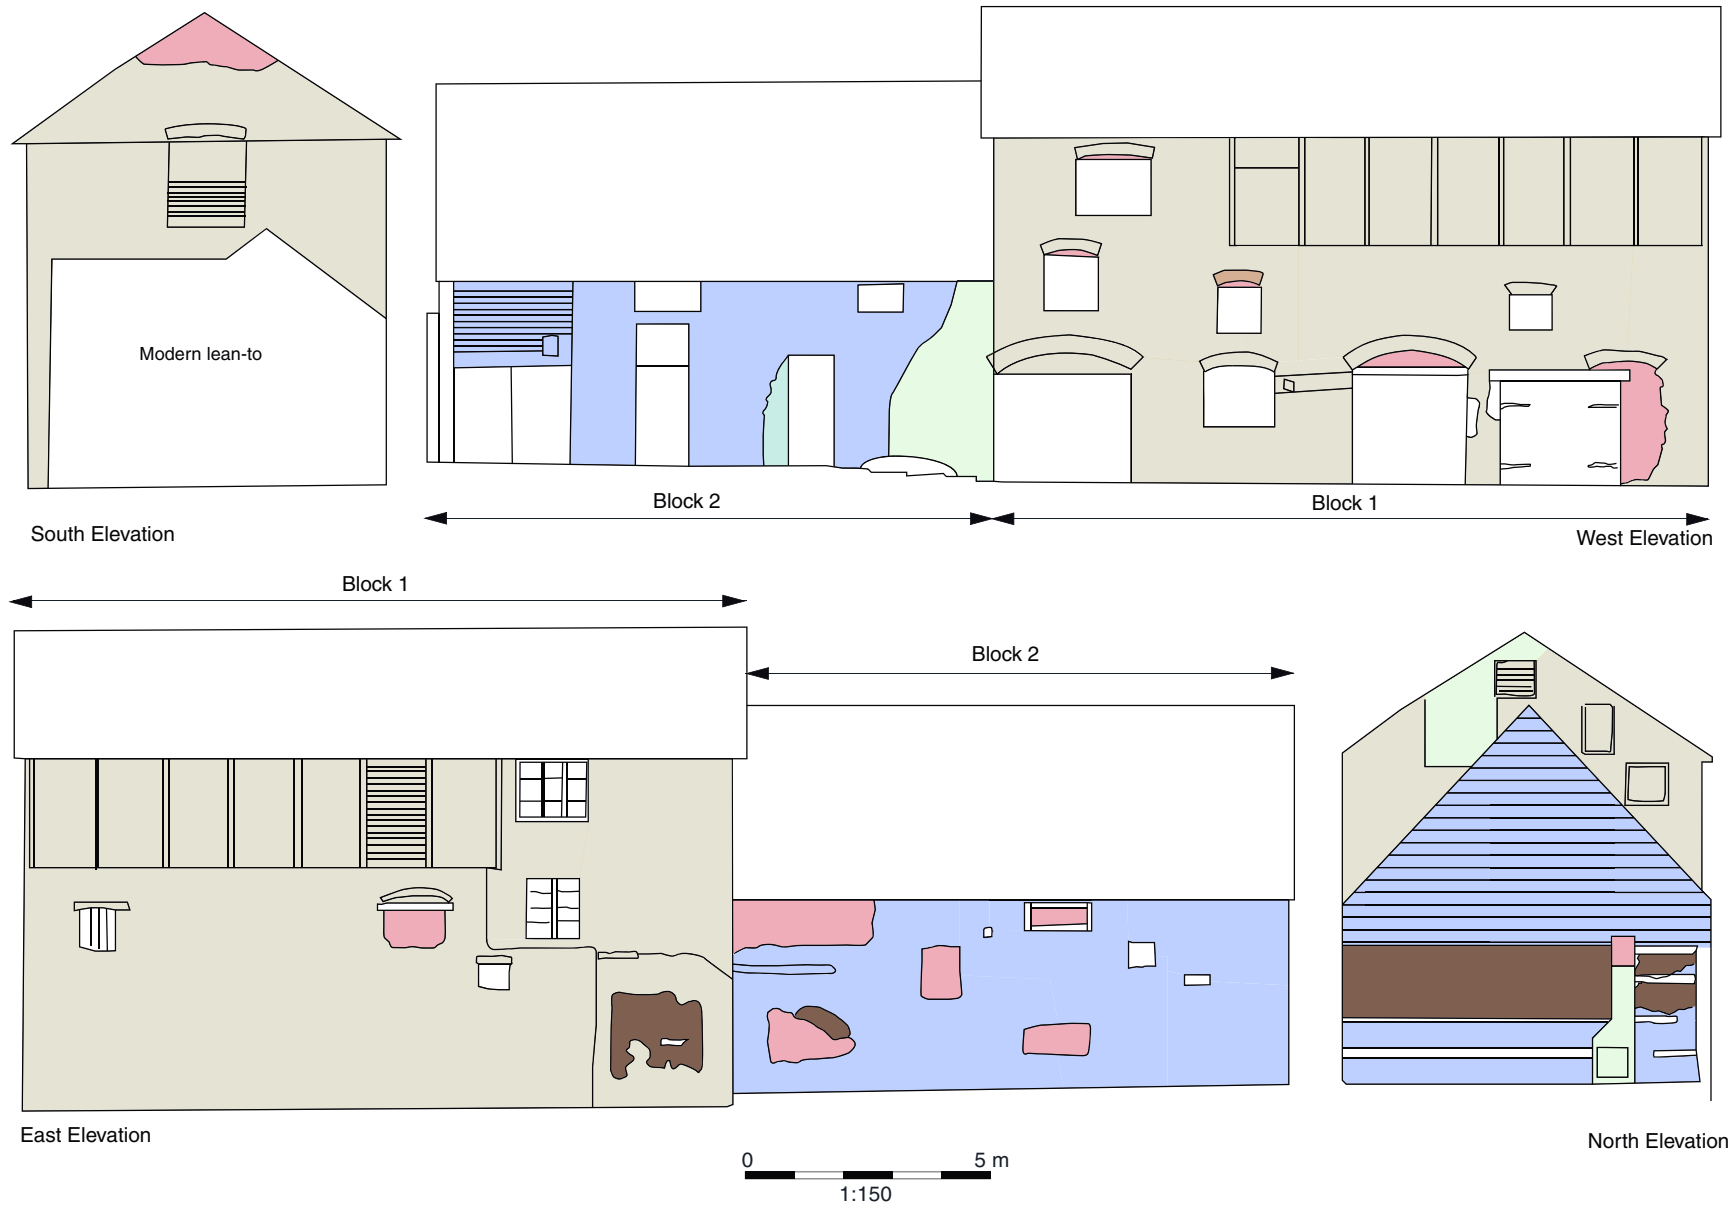 Modern lean-to
South Elevation
Block 2
Block 1
West Elevation
Block 1
Block 2
East Elevation
North Elevation
0 5 m
1:150